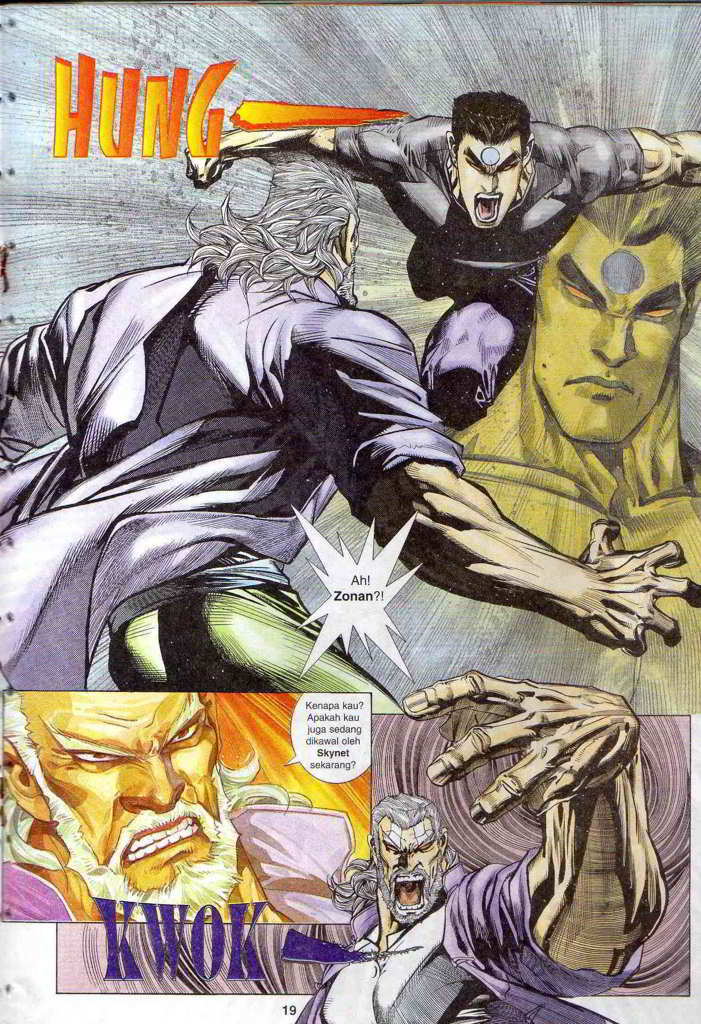 HUNG
Ah!
Zonan?!
Kenapa kau?
Apakah kau
juga sedang
dikawal oleh
Skynet
sekarang?
KWOK
19